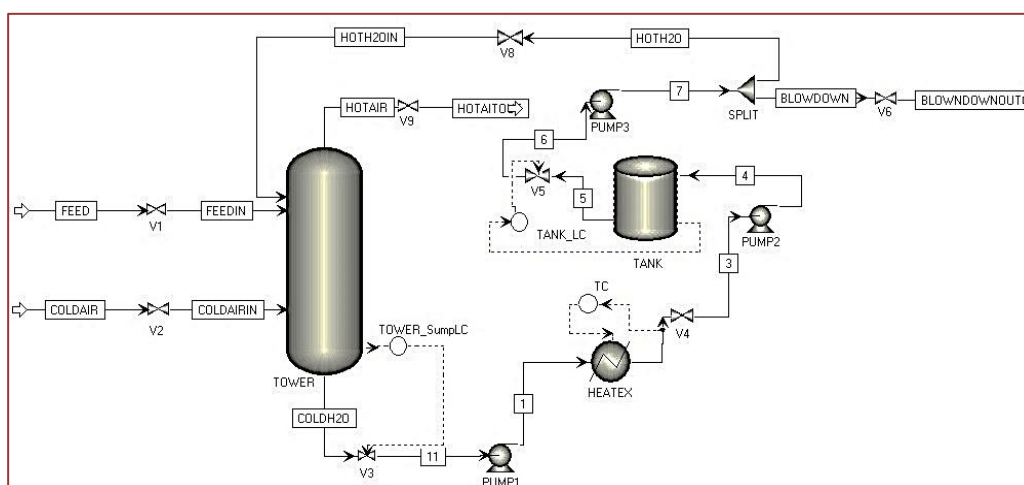 HOTH2OIN
V8
HOTH2O
HOTAIR
V9
HOTAITO
7
SPLIT
BLOWDOWN
V6
BLOWNDOWNOUT
PUMP3
6
V5
5
4
TANK_LC
TANK
PUMP2
FEED
V1
FEEDIN
3
COLDAIR
V2
COLDAIRIN
TC
V4
TOWER_SumpLC
TOWER
HEATEX
COLDH2O
1
V3
11
PUMP1